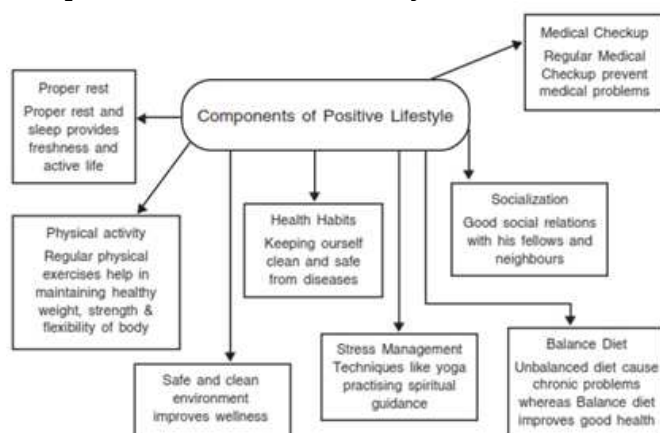 Components of Positive Lifestyle
Medical Checkup
Regular Medical
Checkup prevent
medical problems
Proper rest
Proper rest and
sleep provides
freshness and
active life
Physical activity
Regular physical
exercises help in
maintaining healthy
weight, strength &
flexibility of body
Health Habits
Keeping ourself
clean and safe
from diseases
Socialization
Good social relations
with his fellows and
neighbours
Safe and clean
environment
improves wellness
Stress Management
Techniques like yoga
practising spiritual
guidance
Balance Diet
Unbalanced diet cause
chronic problems
whereas Balance diet
improves good health